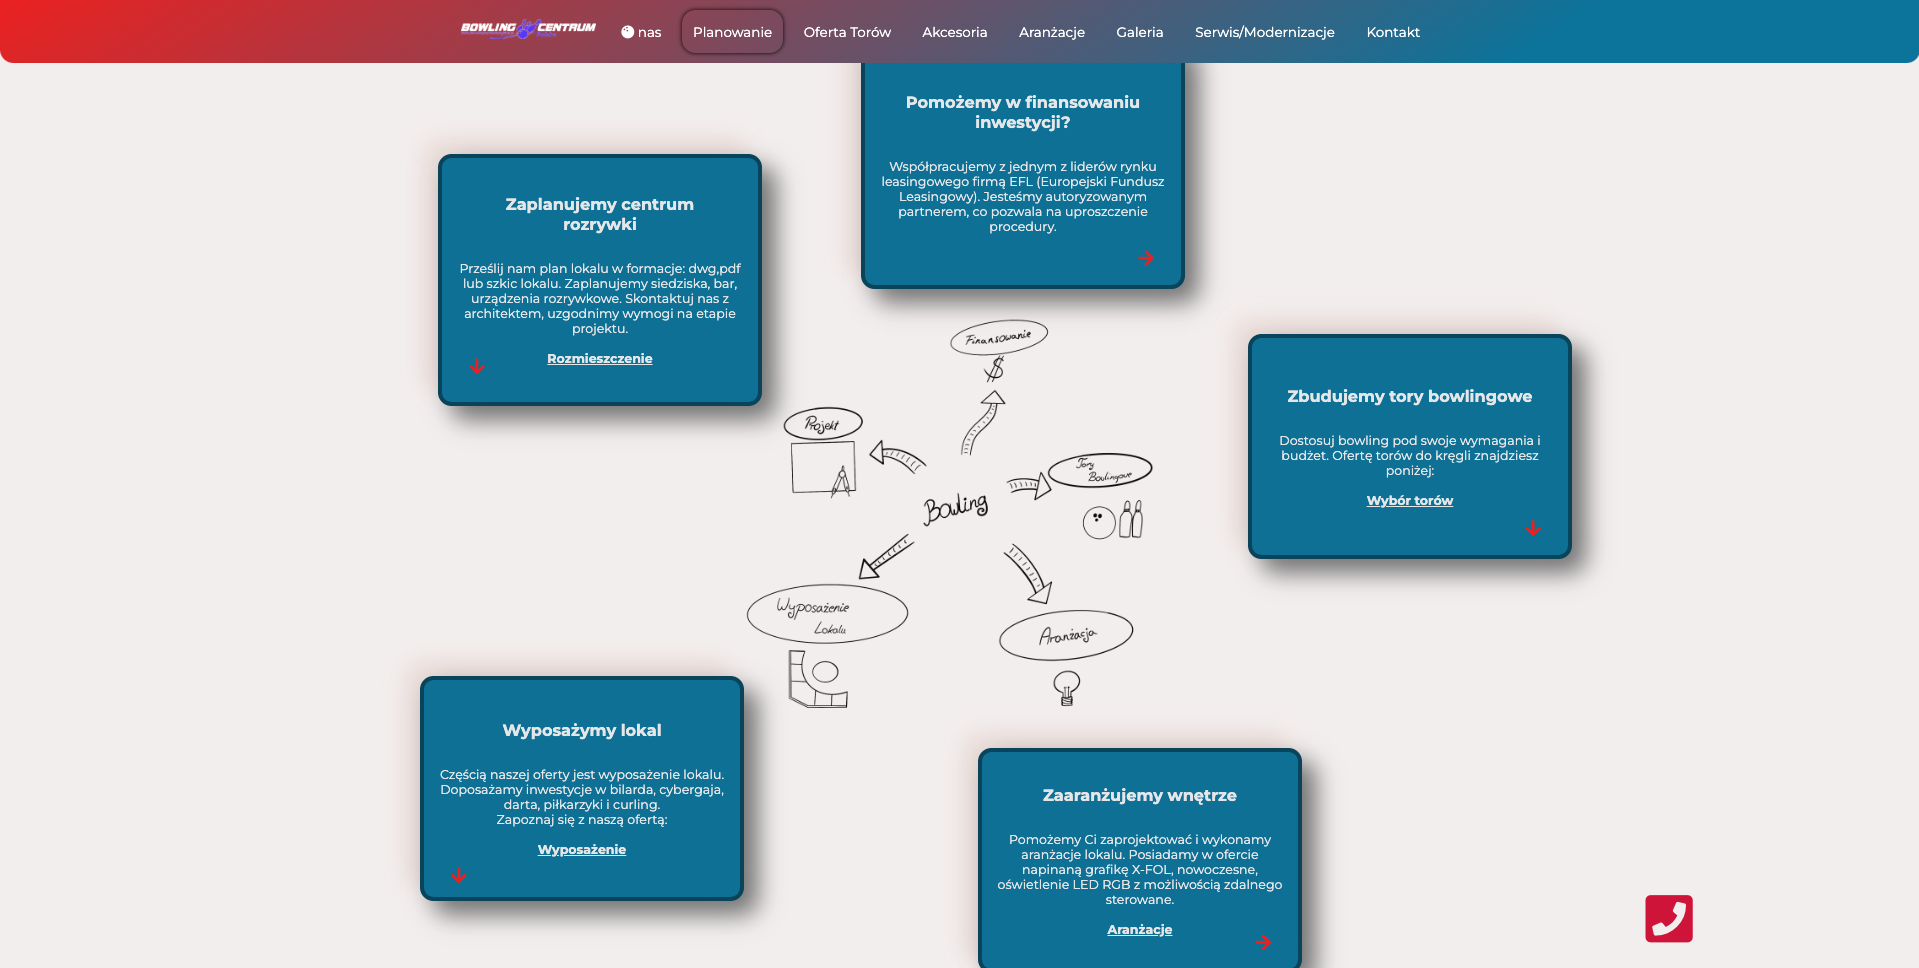 BOWLING CENTRUM
nas
Planowanie
Oferta Torów
Akcesoria
Aranżacje
Galeria
Serwis/Modernizacje
Kontakt
Pomożemy w finansowaniu
inwestycji?
Współpracujemy z jednym z liderów rynku
leasingowego firmą EFL (Europejski Fundusz
Leasingowy). Jesteśmy autoryzowanym
partnerem, co pozwala na uproszczenie
procedury.
Zaplanujemy centrum
rozrywki
Prześlij nam plan lokalu w formacje: dwg,pdf
lub szkic lokalu. Zaplanujemy siedziska, bar,
urządzenia rozrywkowe. Skontaktuj nas z
architektem, uzgodnimy wymogi na etapie
projektu.
Rozmieszczenie
Finansowanie
$
Projekt
Tory
Boulingowe
Bowling
Wyposażenie
Lokalu
Aranżacja
Zbudujemy tory bowlingowe
Dostosuj bowling pod swoje wymagania i
budżet. Ofertę torów do kręgli znajdziesz
poniżej:
Wybór torów
Wyposażymy lokal
Częścią naszej oferty jest wyposażenie lokalu.
Doposażamy inwestycje w bilarda, cybergaja,
darta, piłkarzyki i curling.
Zapoznaj się z naszą ofertą:
Wyposażenie
Zaaranżujemy wnętrze
Pomożemy Ci zaprojektować i wykonamy
aranżacje lokalu. Posiadamy w ofercie
napinaną grafikę X-FOL, nowoczesne,
oświetlenie LED RGB z możliwością zdalnego
sterowane.
Aranżacje